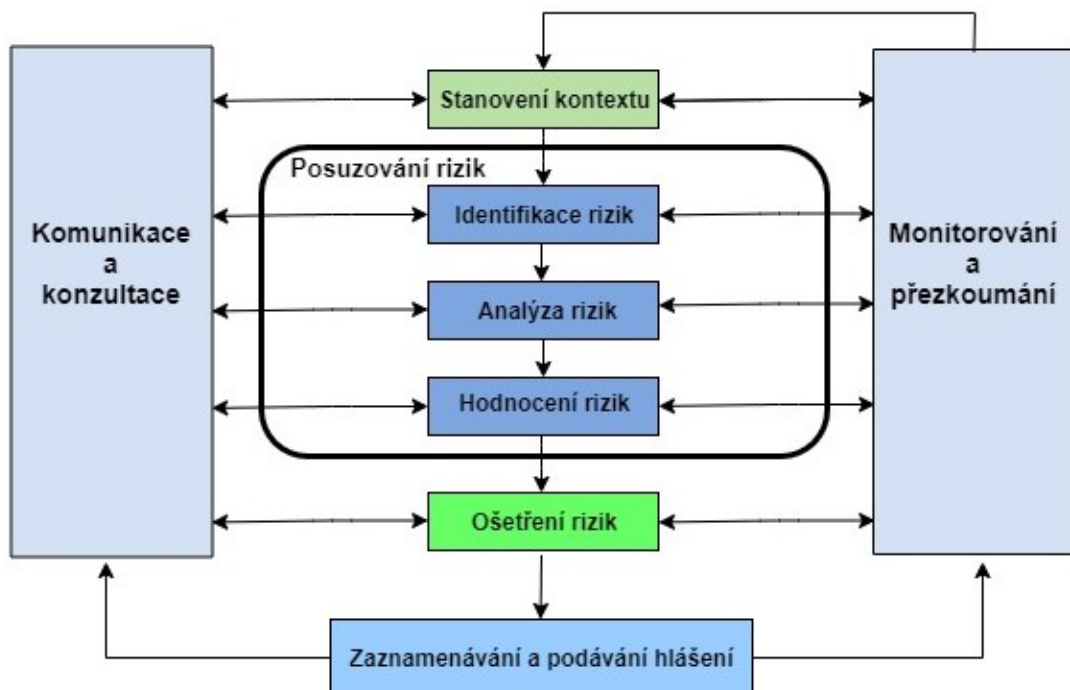 Stanovení kontextu
Posuzování rizik
Identifikace rizik
Komunikace
a
konzultace
Monitorování
a
přezkoumání
Analýza rizik
Hodnocení rizik
Ošetření rizik
Zaznamenávání a podávání hlášení